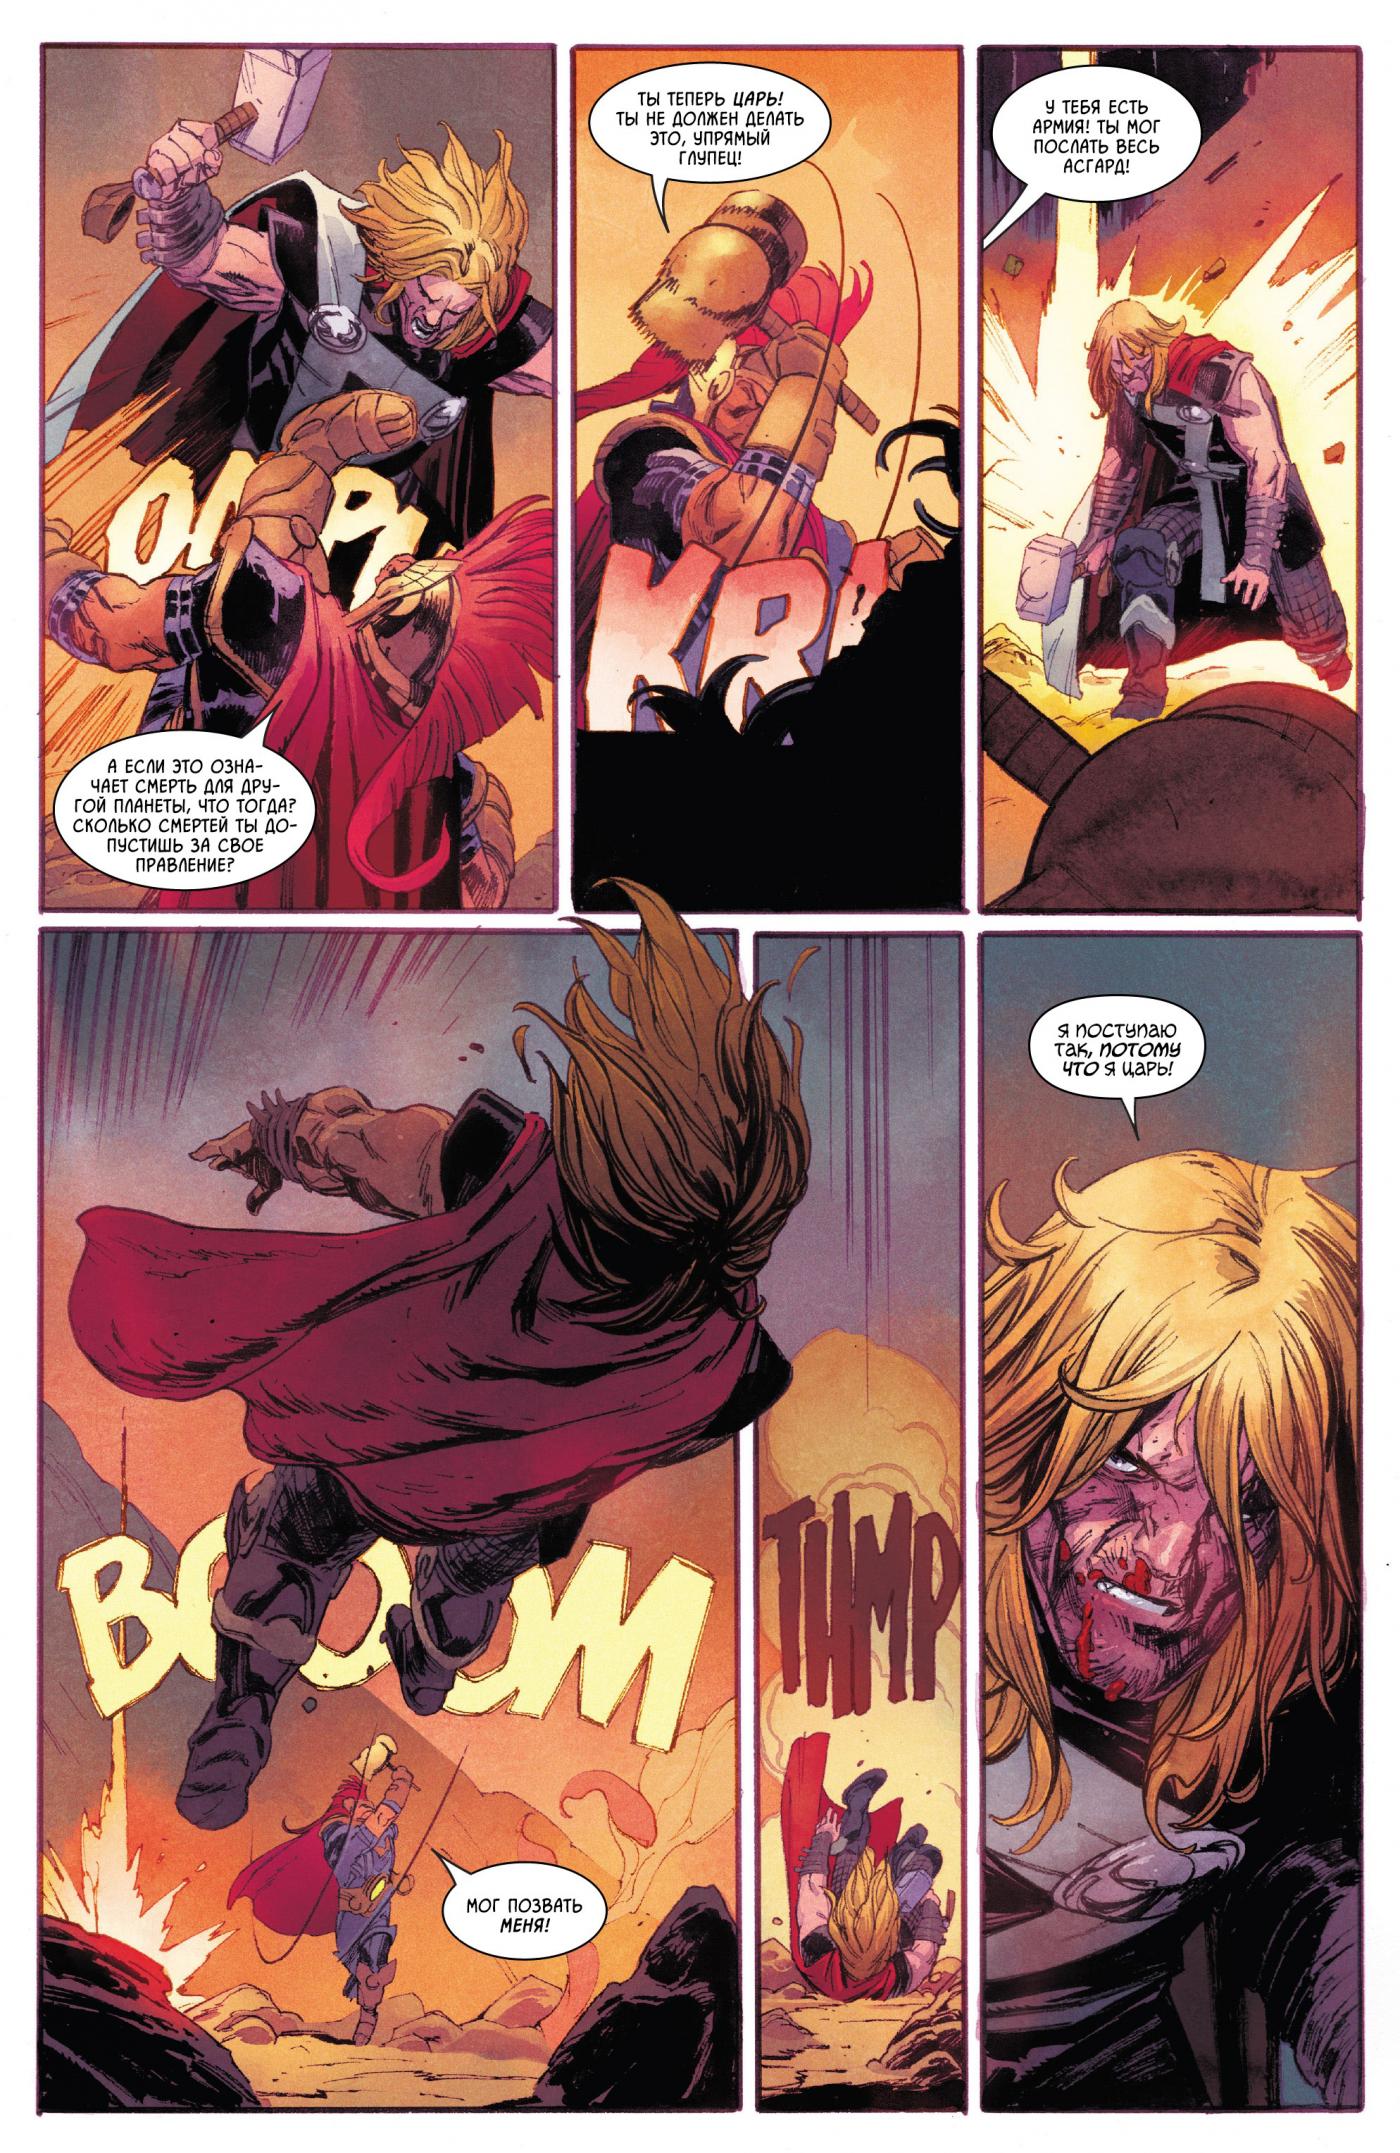 А ЕСЛИ ЭТО ОЗНА-
ЧАЕТ СМЕРТЬ ДЛЯ ДРУ-
ГОЙ ПЛАНЕТЫ, ЧТО ТОГДА?
СКОЛЬКО СМЕРТЕЙ ТЫ ДО-
ПУСТИШЬ ЗА СВОЕ
ПРАВЛЕНИЕ?
ТЫ ТЕПЕРЬ ЦАРЬ!
ТЫ НЕ ДОЛЖЕН ДЕЛАТЬ
ЭТО, УПРЯМЫЙ
ГЛУПЕЦ!
У ТЕБЯ ЕСТЬ
АРМИЯ! ТЫ МОГ
ПОСЛАТЬ ВЕСЬ
АСГАРД!
BOOOM
МОГ ПОЗВАТЬ
МЕНЯ!
THMP
Я ПОСТУПАЮ
ТАК, ПОТОМУ
ЧТО Я ЦАРЬ!